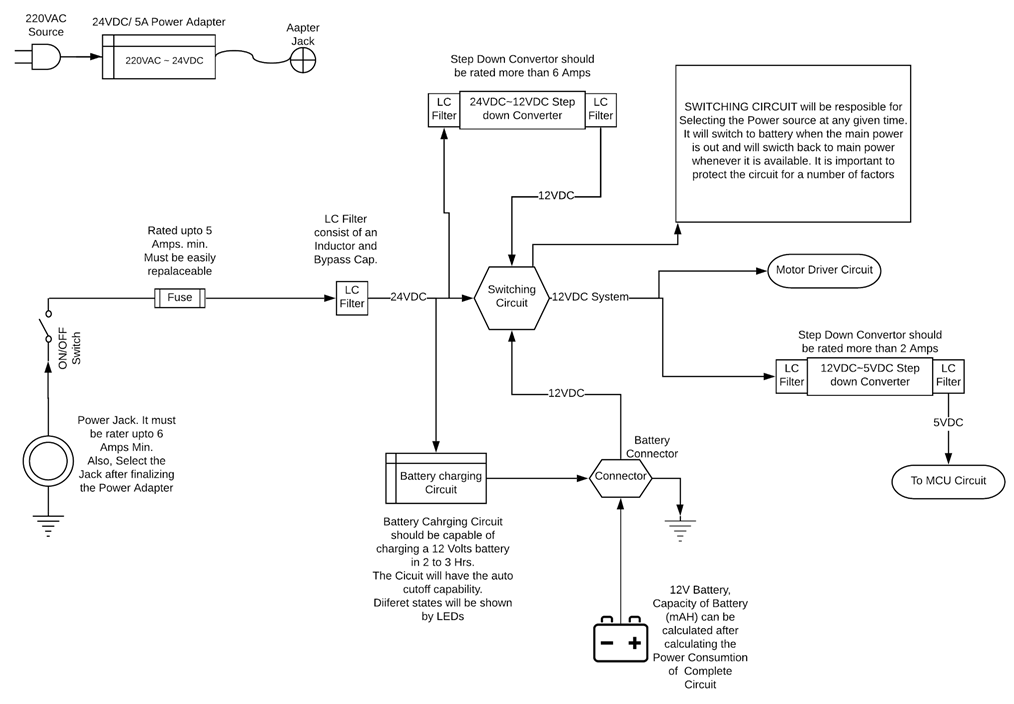 220VAC
Source
24VDC/ 5A Power Adapter
220VAC ~ 24VDC
Aapter
Jack
Step Down Convertor should
be rated more than 6 Amps
LC
Filter
24VDC~12VDC Step
down Converter
LC
Filter
SWITCHING CIRCUIT will be resposible for
Selecting the Power source at any given time.
It will switch to battery when the main power
is out and will swicth back to main power
whenever it is available. It is important to
protect the circuit for a number of factors
12VDC
Rated upto 5
Amps. min.
Must be easily
repalaceable
Fuse
LC Filter
consist of an
Inductor and
Bypass Cap.
LC
Filter
24VDC
Switching
Circuit
12VDC System
Motor Driver Circuit
ON/OFF
Switch
Step Down Convertor should
be rated more than 2 Amps
LC
Filter
12VDC~5VDC Step
down Converter
LC
Filter
5VDC
To MCU Circuit
12VDC
Power Jack. It must
be rater upto 6
Amps Min.
Also, Select the
Jack after finalizing
the Power Adapter
Battery
Connector
Battery charging
Circuit
Connector
Battery Cahrging Circuit
should be capable of
charging a 12 Volts battery
in 2 to 3 Hrs.
The Cicuit will have the auto
cutoff capability.
Diiferet states will be shown
by LEDs
12V Battery,
Capacity of Battery
(mAH) can be
calculated after
calculating the
Power Consumtion
of Complete
Circuit